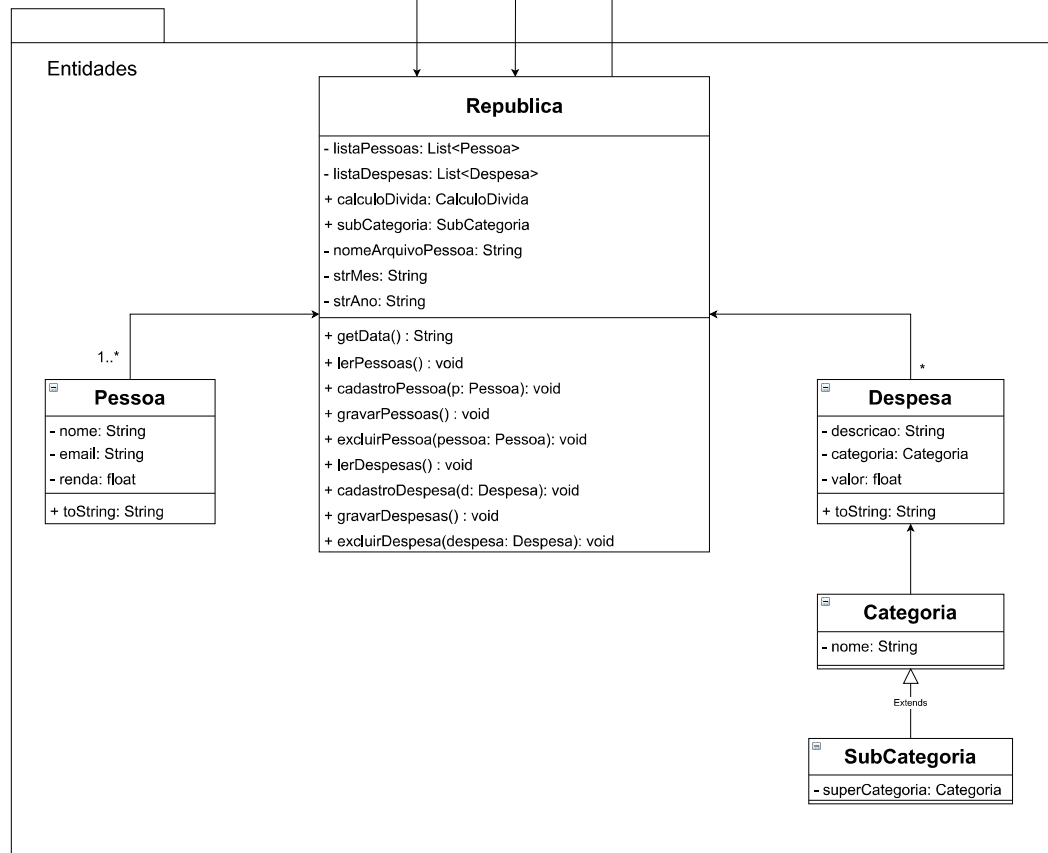 Entidades
Republica
- listaPessoas: List<Pessoa>
- listaDespesas: List<Despesa>
+ calculoDivida: CalculoDivida
+ subCategoria: SubCategoria
- nomeArquivoPessoa: String
- strMes: String
- strAno: String
+ getData() : String
+ lerPessoas() : void
+ cadastroPessoa(p: Pessoa): void
+ gravarPessoas() : void
+ excluirPessoa(pessoa: Pessoa): void
+ lerDespesas() : void
+ cadastroDespesa(d: Despesa): void
+ gravarDespesas() : void
+ excluirDespesa(despesa: Despesa): void
1..*
Pessoa
- nome: String
- email: String
- renda: float
+ toString: String
*
Despesa
- descricao: String
- categoria: Categoria
- valor: float
+ toString: String
Categoria
- nome: String
Extends
SubCategoria
- superCategoria: Categoria